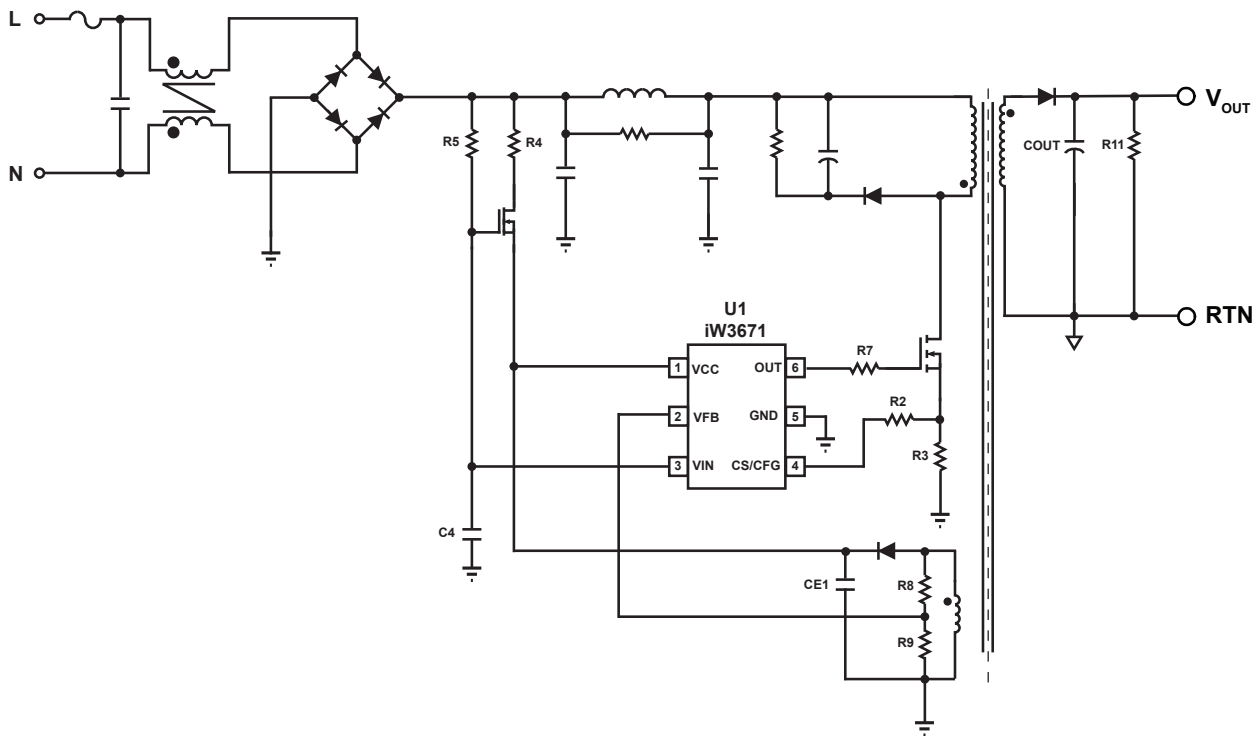 L
N
R5
R4
COUT
R11
VOUT
RTN
U1
iW3671
1 VCC
OUT 6
R7
2 VFB
GND 5
R2
3 VIN
CS/CFG 4
R3
C4
CE1
R8
R9